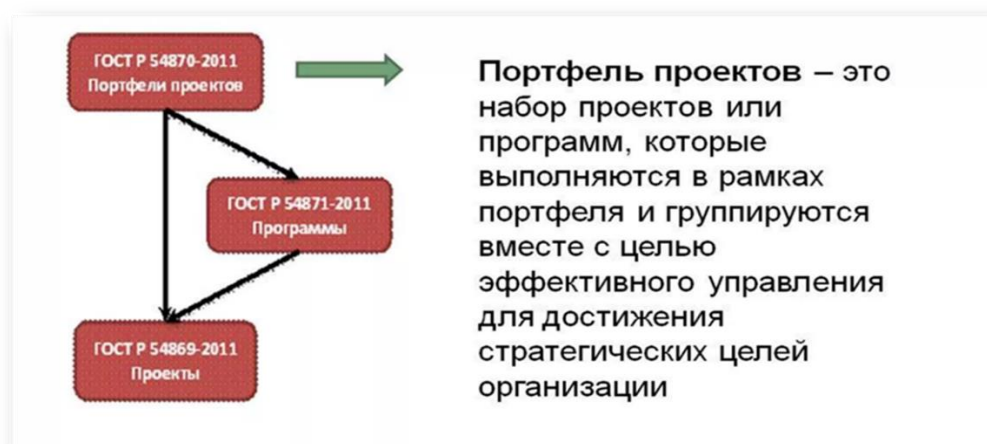 ГОСТ Р 54870-2011
Портфели проектов
ГОСТ Р 54871-2011
Программы
ГОСТ Р 54869-2011
Проекты
Портфель проектов – это
набор проектов или
программ, которые
выполняются в рамках
портфеля и группируются
вместе с целью
эффективного управления
для достижения
стратегических целей
организации